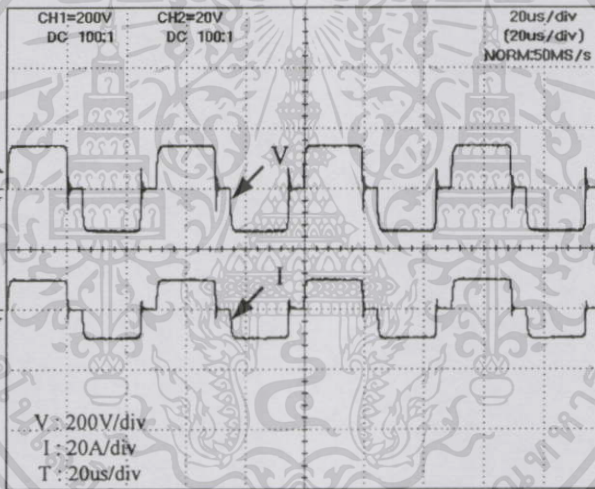 CH1=200V CH2=20V 20us/div
DC 100:1 DC 100:1 (20us/div)
NORM:50MS/s
V
I
V : 200V/div
I : 20A/div
T : 20us/div